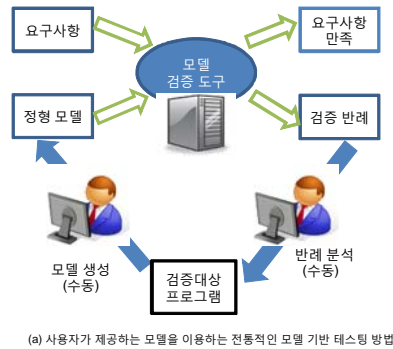 요구사항
모델
검증 도구
요구사항
만족
정형 모델
검증 반례
모델 생성
(수동)
반례 분석
(수동)
검증대상
프로그램
(a) 사용자가 제공하는 모델을 이용하는 전통적인 모델 기반 테스팅 방법